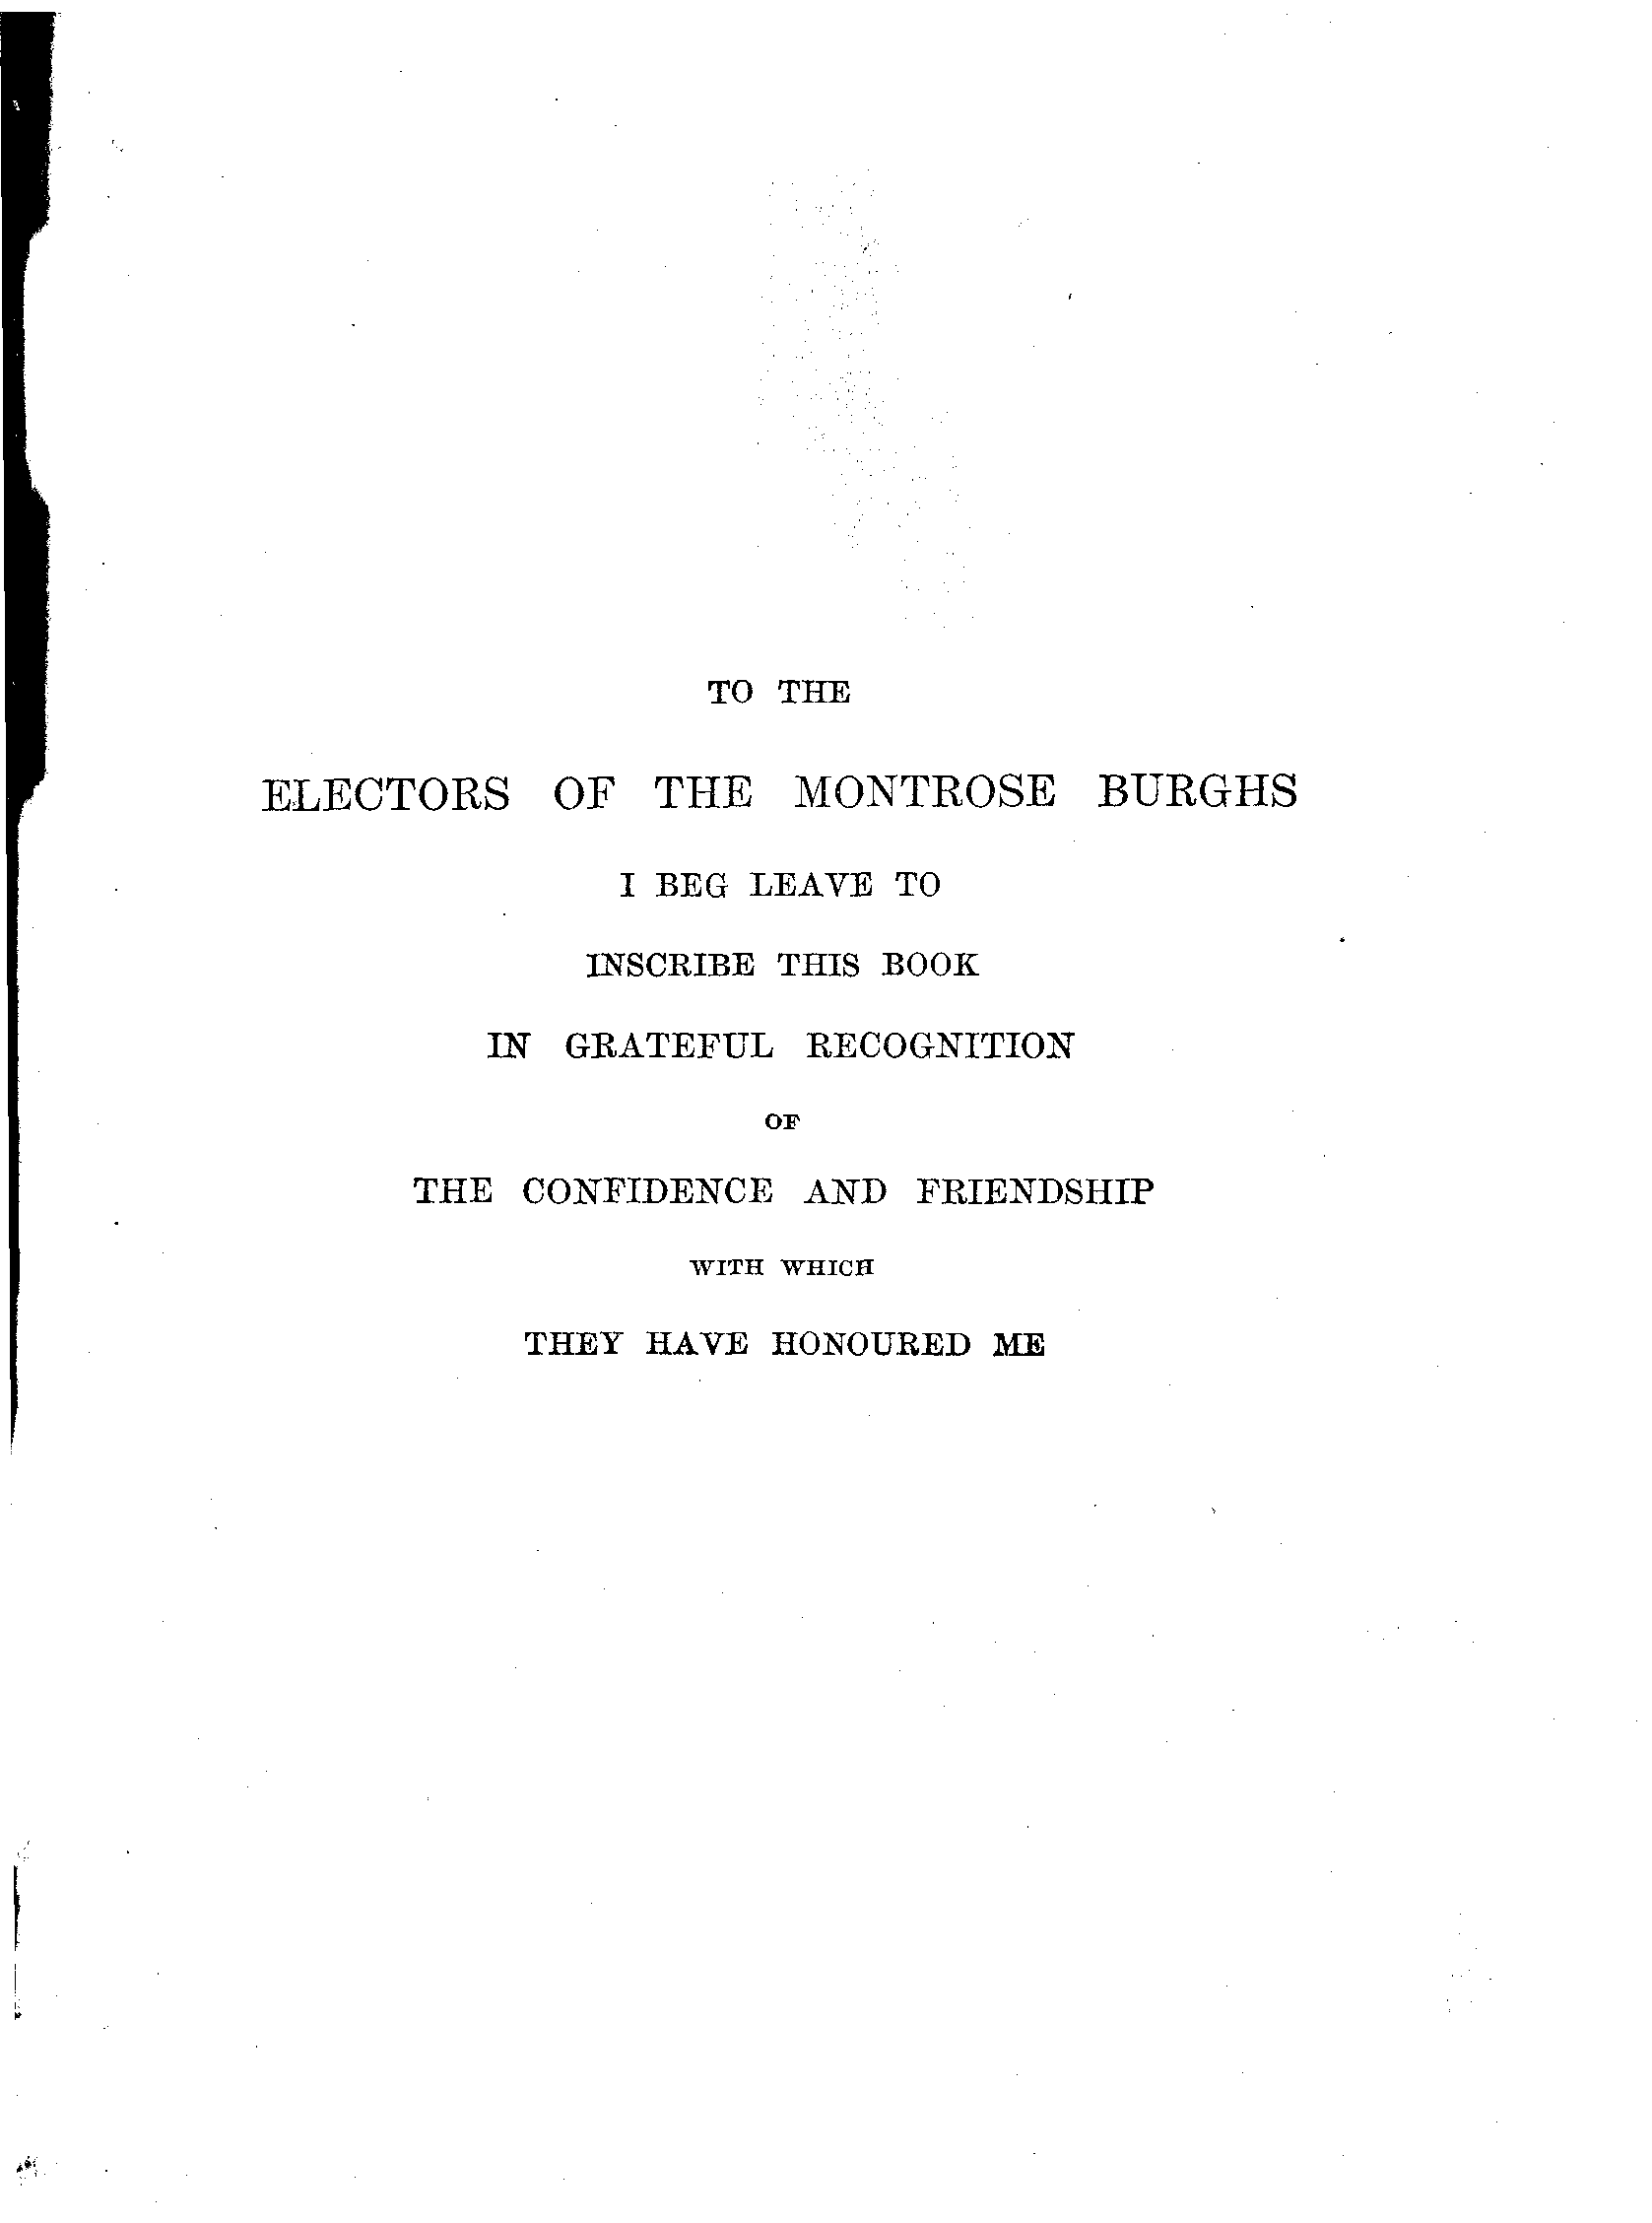 TO THE
ELECTORS OF THE MONTROSE BURGHS
I BEG LEAVE TO
INSCRIBE THIS BOOK
IN GRATEFUL RECOGNITION
OF
THE CONFIDENCE AND FRIENDSHIP
WITH WHICH
THEY HAVE HONOURED ME